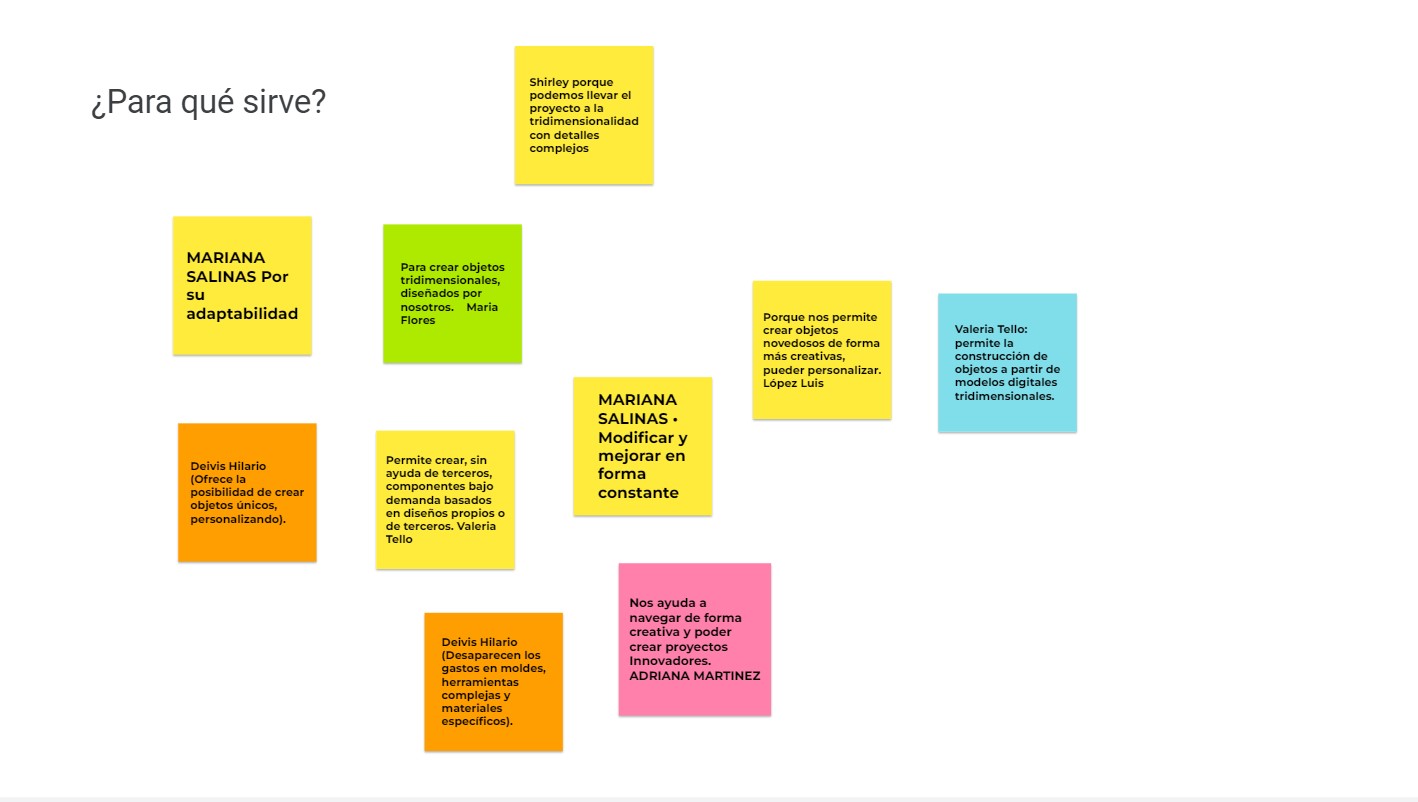 ¿Para qué sirve?
Shirley porque
podemos llevar el
proyecto a la
tridimensionalidad
con detalles
complejos
MARIANA
SALINAS Por
su
adaptabilidad
Para crear objetos
tridimensionales,
diseñados por
nosotros. Maria
Flores
Porque nos permite
crear objetos
novedosos de forma
más creativas,
pueder personalizar.
López Luis
Valeria Tello:
permite la
construcción de
objetos a partir de
modelos digitales
tridimensionales.
MARIANA
SALINAS •
Modificar y
mejorar en
forma
constante
Deivis Hilario
(Ofrece la
posibilidad de crear
objetos únicos,
personalizando).
Permite crear, sin
ayuda de terceros,
componentes bajo
demanda basados
en diseños propios o
de terceros. Valeria
Tello
Nos ayuda a
navegar de forma
creativa y poder
crear proyectos
Innovadores.
ADRIANA MARTINEZ
Deivis Hilario
(Desaparecen los
gastos en moldes,
herramientas
complejas y
materiales
específicos).